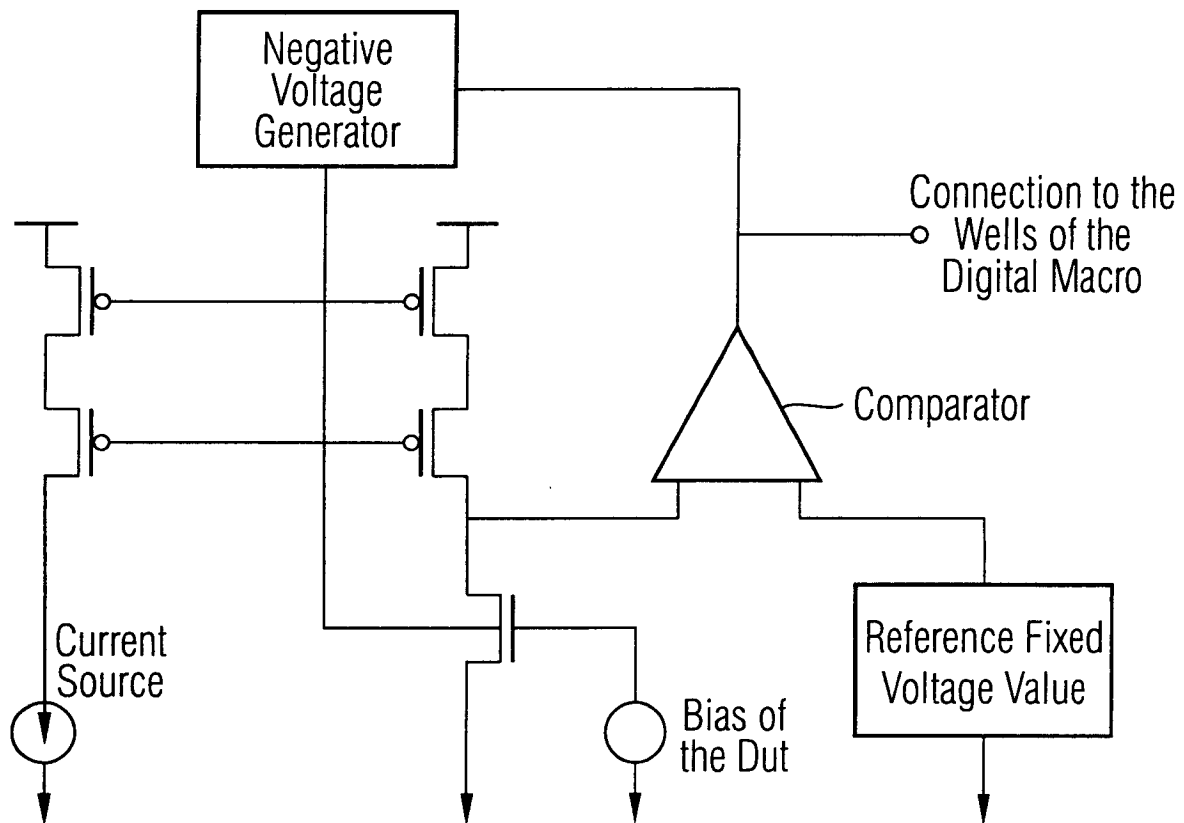 Negative
Voltage
Generator
Connection to the
Wells of the
Digital Macro
Comparator
Current
Source
Bias of
the Dut
Reference Fixed
Voltage Value